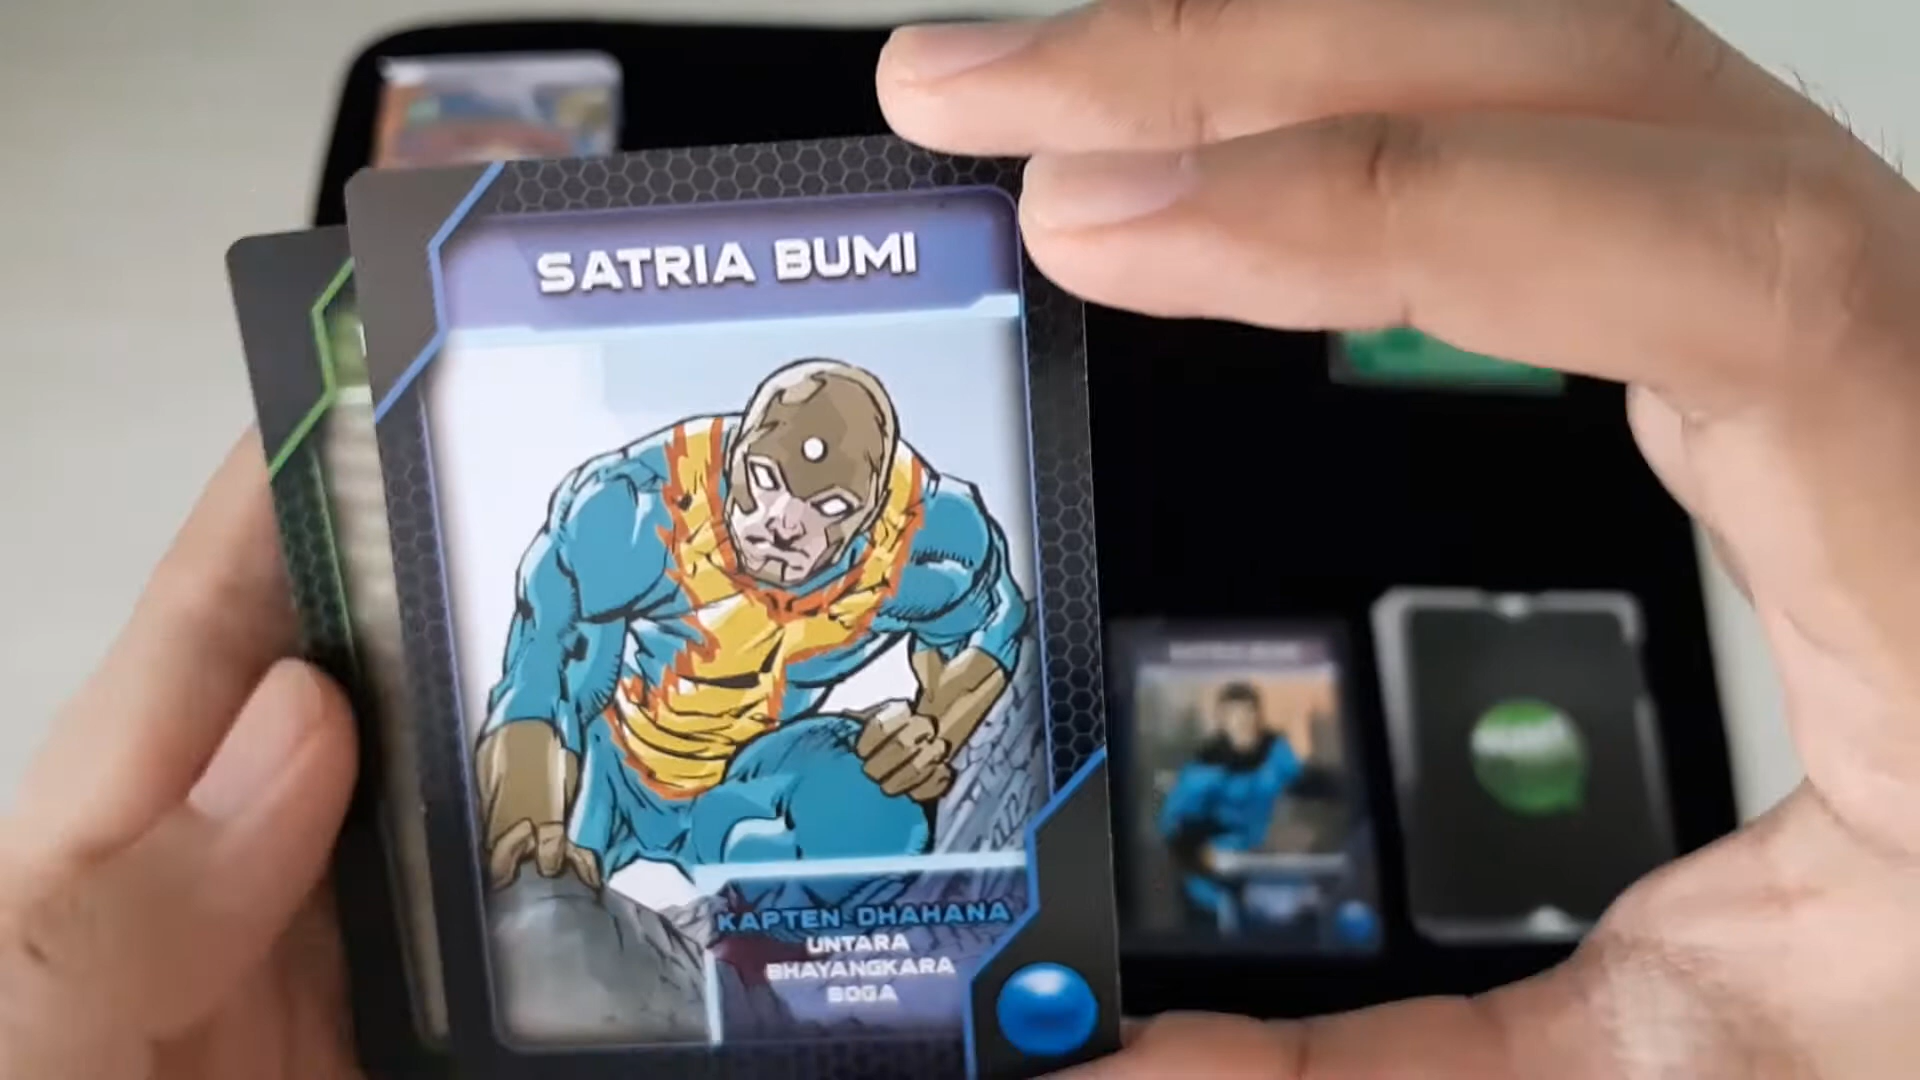 SATRIA BUMI
KAPTEN DHAHANA
UNTARA
BHAYANGKARA
BOGA